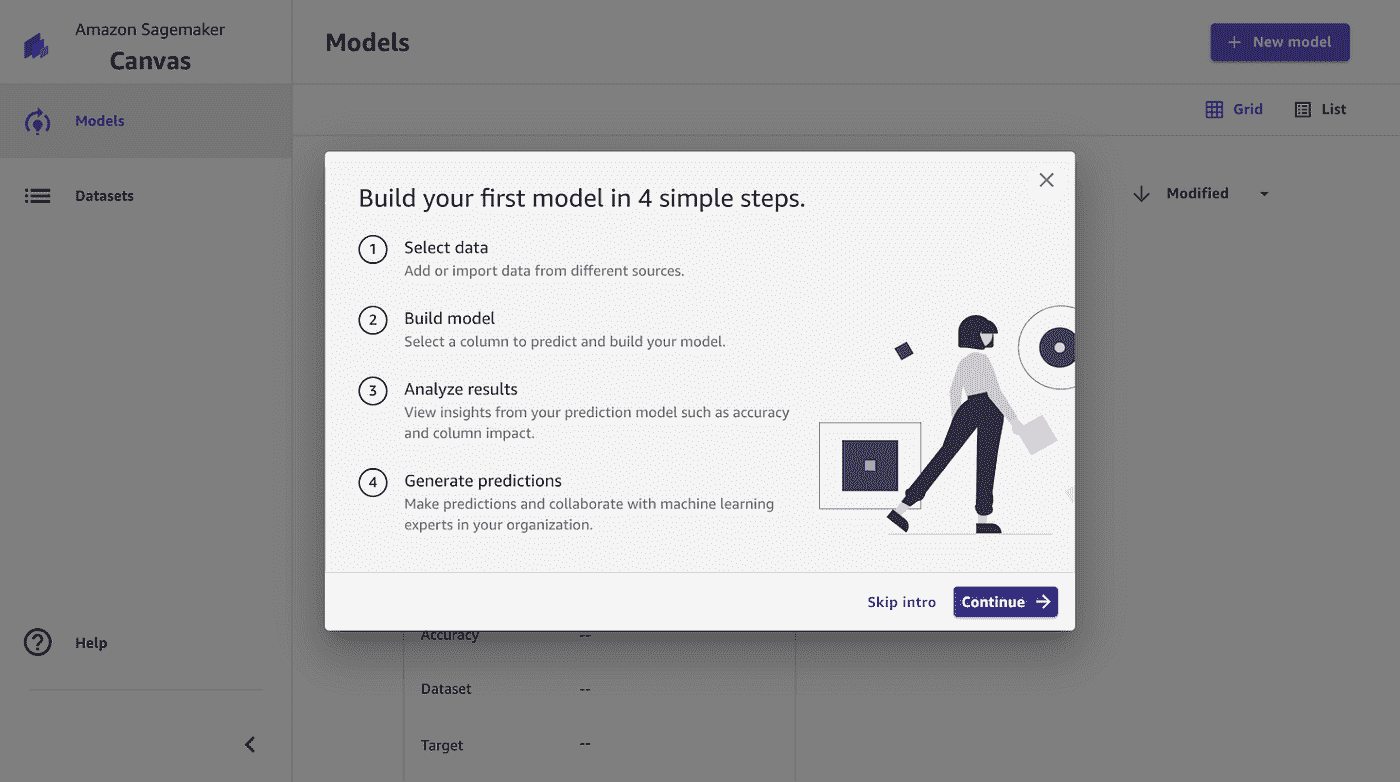 Amazon Sagemaker
Canvas
Models
+ New model
Models
Grid
List
Datasets
Modified
Build your first model in 4 simple steps.
1 Select data
Add or import data from different sources.
2 Build model
Select a column to predict and build your model.
3 Analyze results
View insights from your prediction model such as accuracy
and column impact.
4 Generate predictions
Make predictions and collaborate with machine learning
experts in your organization.
Skip intro
Continue
Accuracy --
Dataset --
Target --
? Help